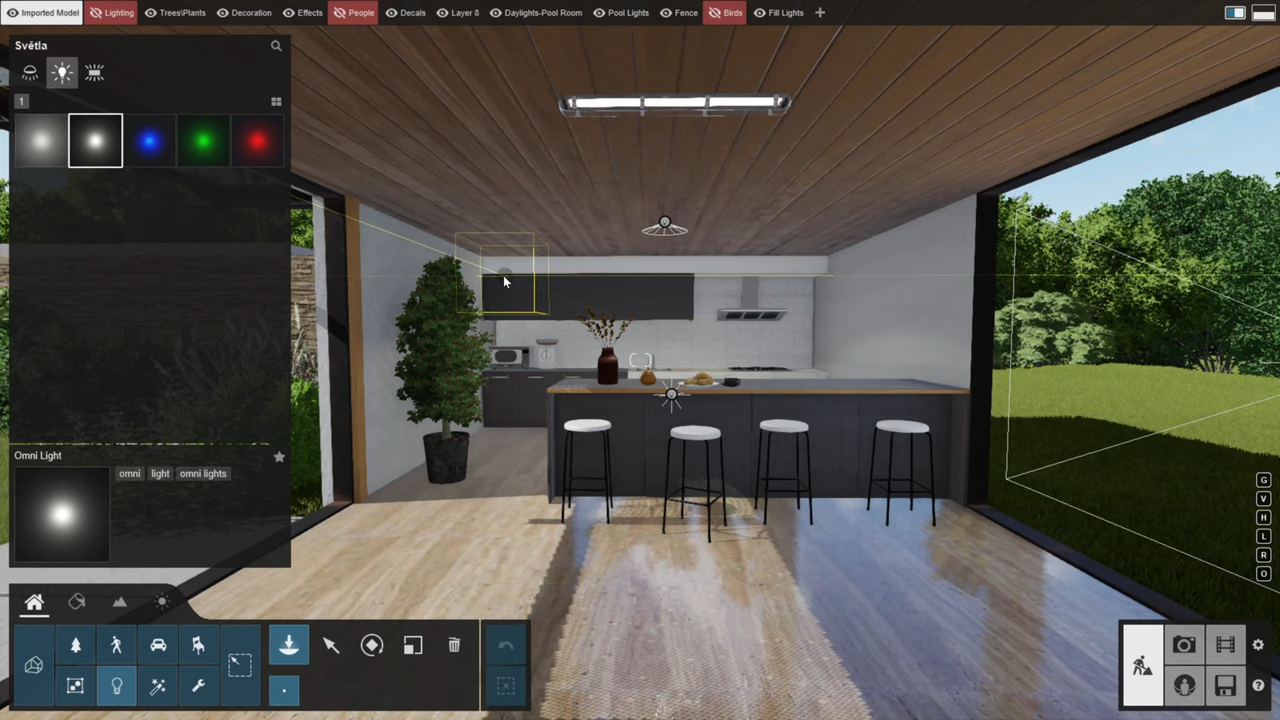 Imported Model Lighting Trees\Plants Decoration Effects People Decals Layer 8 Daylights-Pool Room Pool Lights Fence Birds Fill Lights
Světla
1
Omni Light
omni light omni lights
G
V
H
L
R
O
?